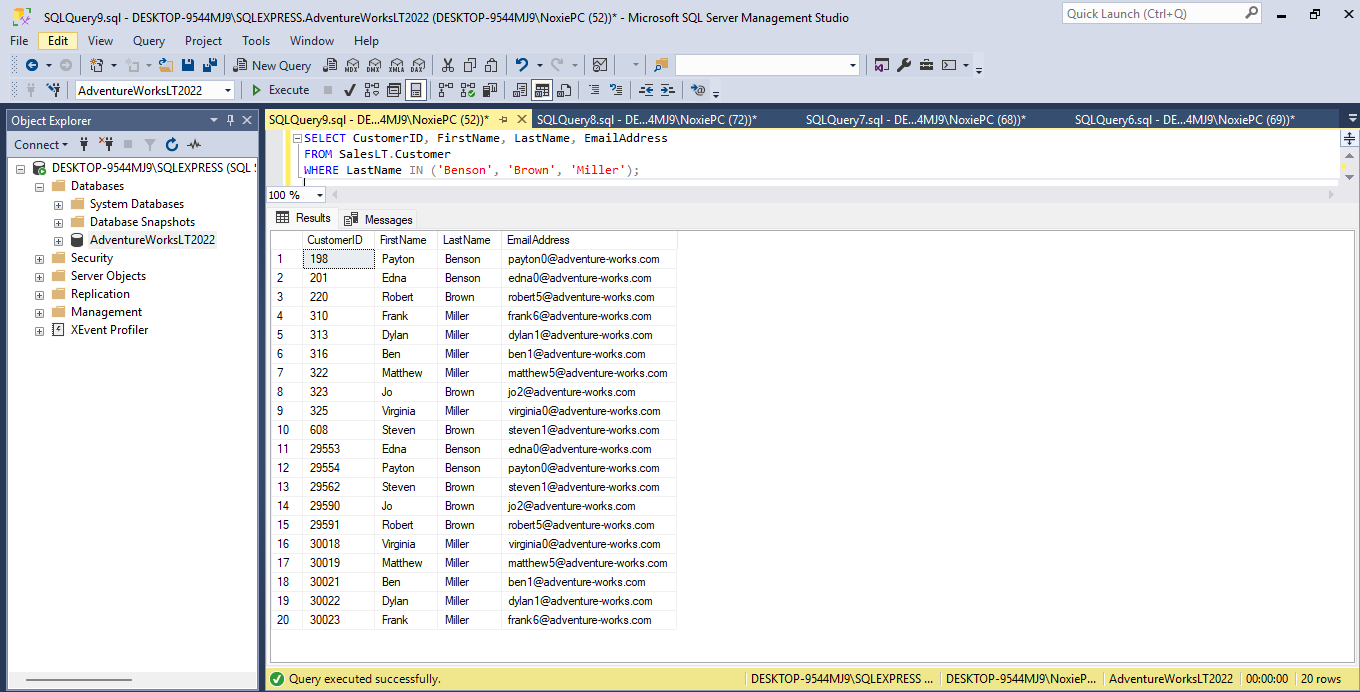 SQLQuery9.sql - DESKTOP-9544MJ9\SQLEXPRESS.AdventureWorksLT2022 (DESKTOP-9544MJ9\NoxiePC (52))* - Microsoft SQL Server Management Studio
Quick Launch (Ctrl+Q)
File Edit View Query Project Tools Window Help
New Query MDX DMX XMLA DAX
AdventureWorksLT2022 Execute
Object Explorer
SQLQuery9.sql - DE...4MJ9\NoxiePC (52))* SQLQuery8.sql - DE...4MJ9\NoxiePC (72))* SQLQuery7.sql - DE...4MJ9\NoxiePC (68))* SQLQuery6.sql - DE...4MJ9\NoxiePC (69))*
Connect
DESKTOP-9544MJ9\SQLEXPRESS (SQL
Databases
System Databases
Database Snapshots
AdventureWorksLT2022
Security
Server Objects
Replication
Management
XEvent Profiler
SELECT CustomerID, FirstName, LastName, EmailAddress
FROM SalesLT.Customer
WHERE LastName IN ('Benson', 'Brown', 'Miller');
100 %
Results Messages
CustomerID FirstName LastName EmailAddress
1 198 Payton Benson payton0@adventure-works.com
2 201 Edna Benson edna0@adventure-works.com
3 220 Robert Brown robert5@adventure-works.com
4 310 Frank Miller frank6@adventure-works.com
5 313 Dylan Miller dylan1@adventure-works.com
6 316 Ben Miller ben1@adventure-works.com
7 322 Matthew Miller matthew5@adventure-works.com
8 323 Jo Brown jo2@adventure-works.com
9 325 Virginia Miller virginia0@adventure-works.com
10 608 Steven Brown steven1@adventure-works.com
11 29553 Edna Benson edna0@adventure-works.com
12 29554 Payton Benson payton0@adventure-works.com
13 29562 Steven Brown steven1@adventure-works.com
14 29590 Jo Brown jo2@adventure-works.com
15 29591 Robert Brown robert5@adventure-works.com
16 30018 Virginia Miller virginia0@adventure-works.com
17 30019 Matthew Miller matthew5@adventure-works.com
18 30021 Ben Miller ben1@adventure-works.com
19 30022 Dylan Miller dylan1@adventure-works.com
20 30023 Frank Miller frank6@adventure-works.com
Query executed successfully. DESKTOP-9544MJ9\SQLEXPRESS ... DESKTOP-9544MJ9\NoxieP... AdventureWorksLT2022 00:00:00 20 rows